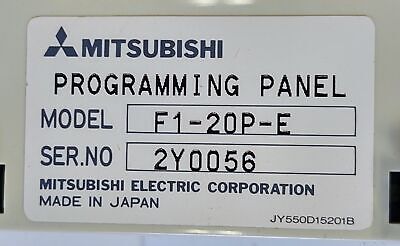 MITSUBISHI
PROGRAMMING PANEL
MODEL F1-20P-E
SER.NO 2Y0056
MITSUBISHI ELECTRIC CORPORATION
MADE IN JAPAN
JY550D15201B